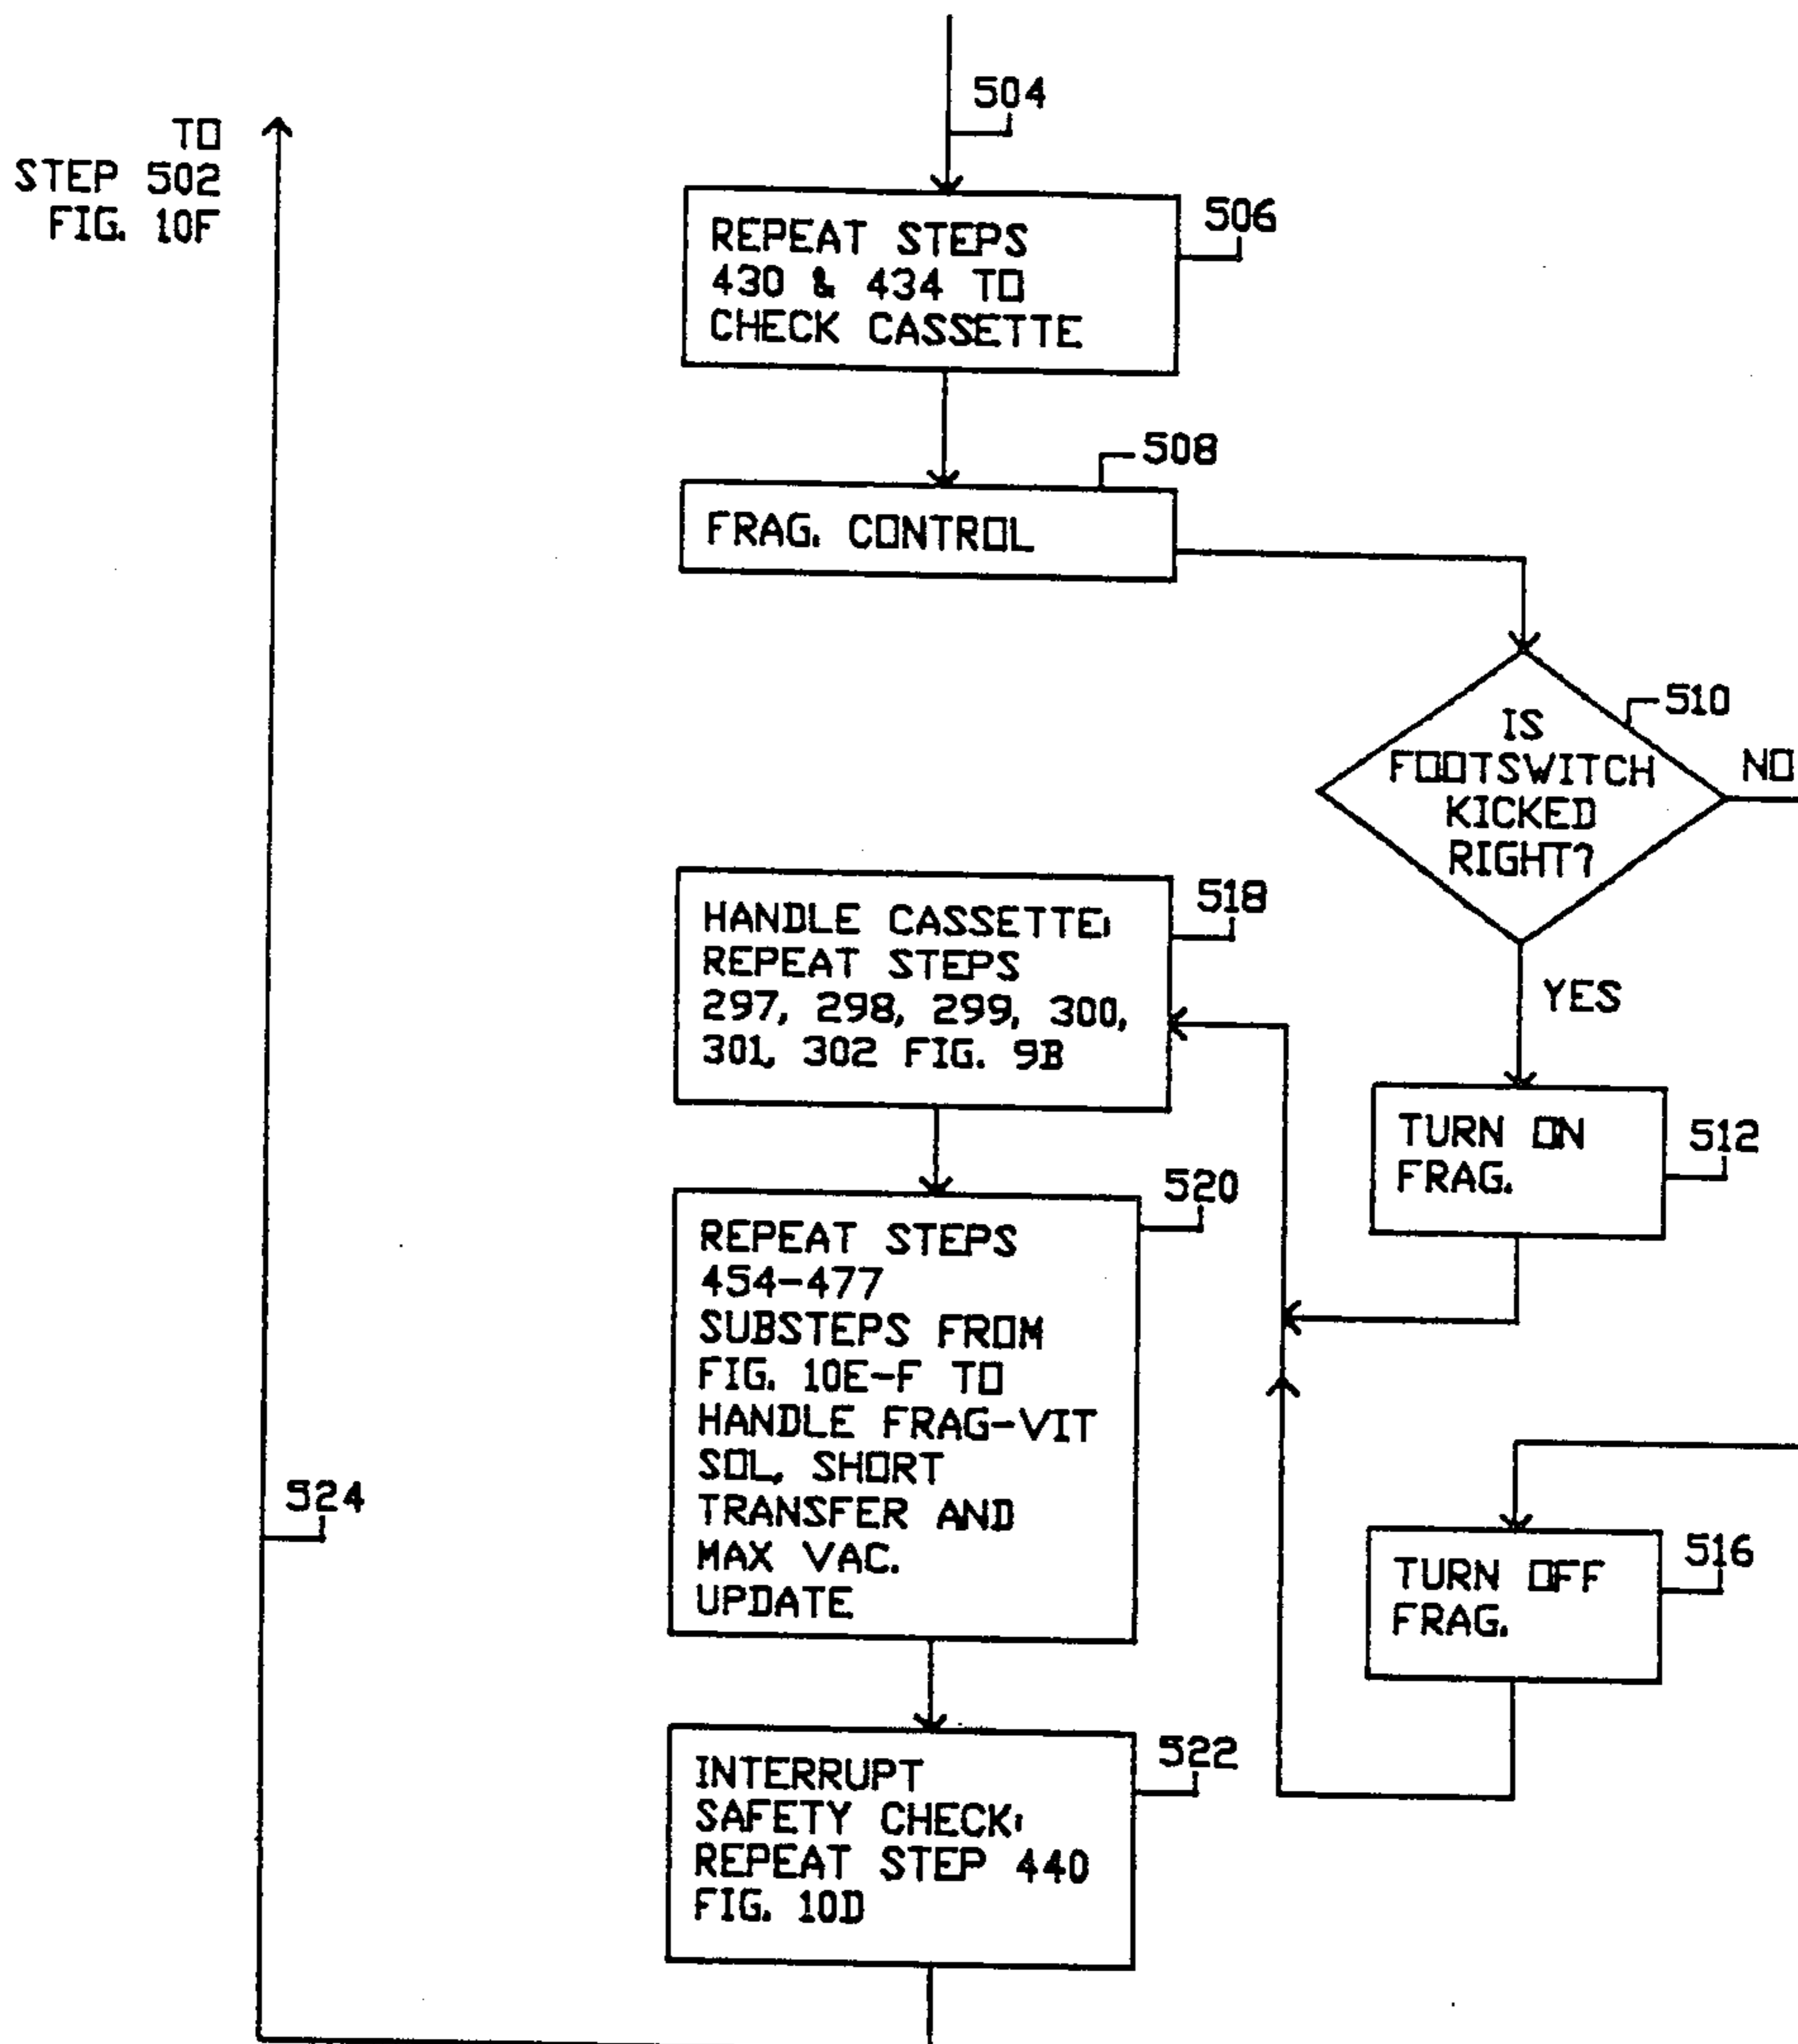 504
TO
STEP 502
FIG. 10F
REPEAT STEPS
430 & 434 TO
CHECK CASSETTE
506
508
FRAG. CONTROL
510
IS
FOOTSWITCH
KICKED
RIGHT?
NO
YES
518
HANDLE CASSETTE:
REPEAT STEPS
297, 298, 299, 300,
301, 302 FIG. 9B
TURN ON
FRAG.
512
520
REPEAT STEPS
454-477
SUBSTEPS FROM
FIG. 10E-F TO
HANDLE FRAG-VIT
SOL, SHORT
TRANSFER AND
MAX VAC.
UPDATE
524
TURN OFF
FRAG.
516
522
INTERRUPT
SAFETY CHECK:
REPEAT STEP 440
FIG. 10D